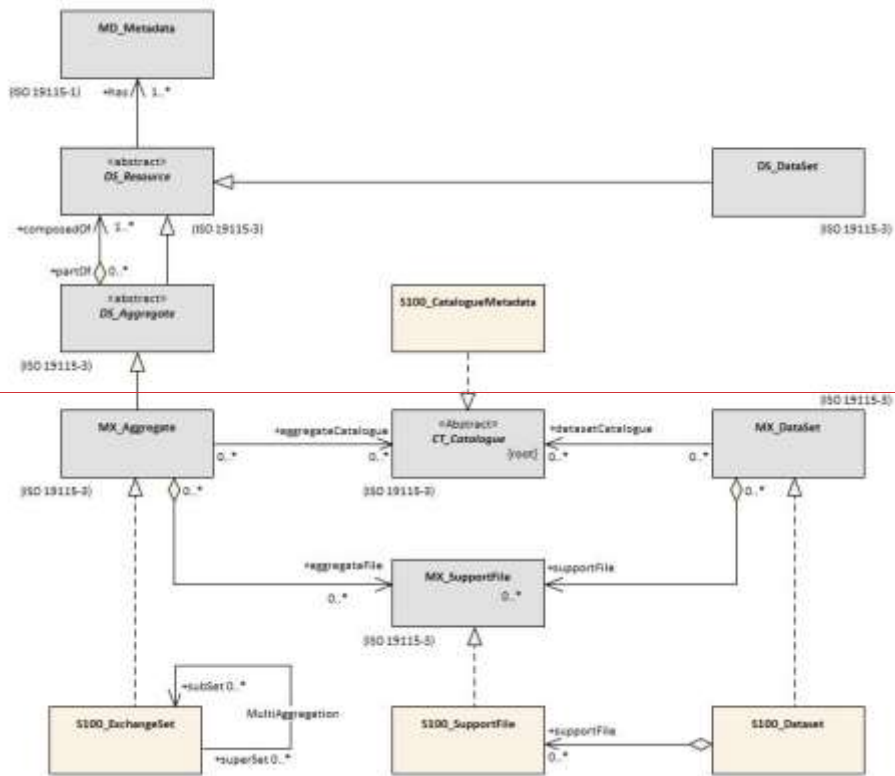 MD_Metadata
(ISO 19115-1)
+has
1..*
«abstract»
DS_Resource
DS_DataSet
+composedOf
1..*
(ISO 19115-3)
(ISO 19115-3)
+partOf
0..*
«abstract»
DS_Aggregate
S100_CatalogueMetadata
(ISO 19115-3)
(ISO 19115-3)
MX_Aggregate
+aggregateCatalogue
«Abstract»
CT_Catalogue
+datasetCatalogue
MX_DataSet
0..*
0..*
{root}
0..*
0..*
(ISO 19115-3)
0..*
(ISO 19115-3)
0..*
+aggregateFile
MX_SupportFile
+supportFile
0..*
0..*
(ISO 19115-3)
+subSet 0..*
MultiAggregation
S100_ExchangeSet
S100_SupportFile
+supportFile
S100_Dataset
+superSet 0..*
0..*